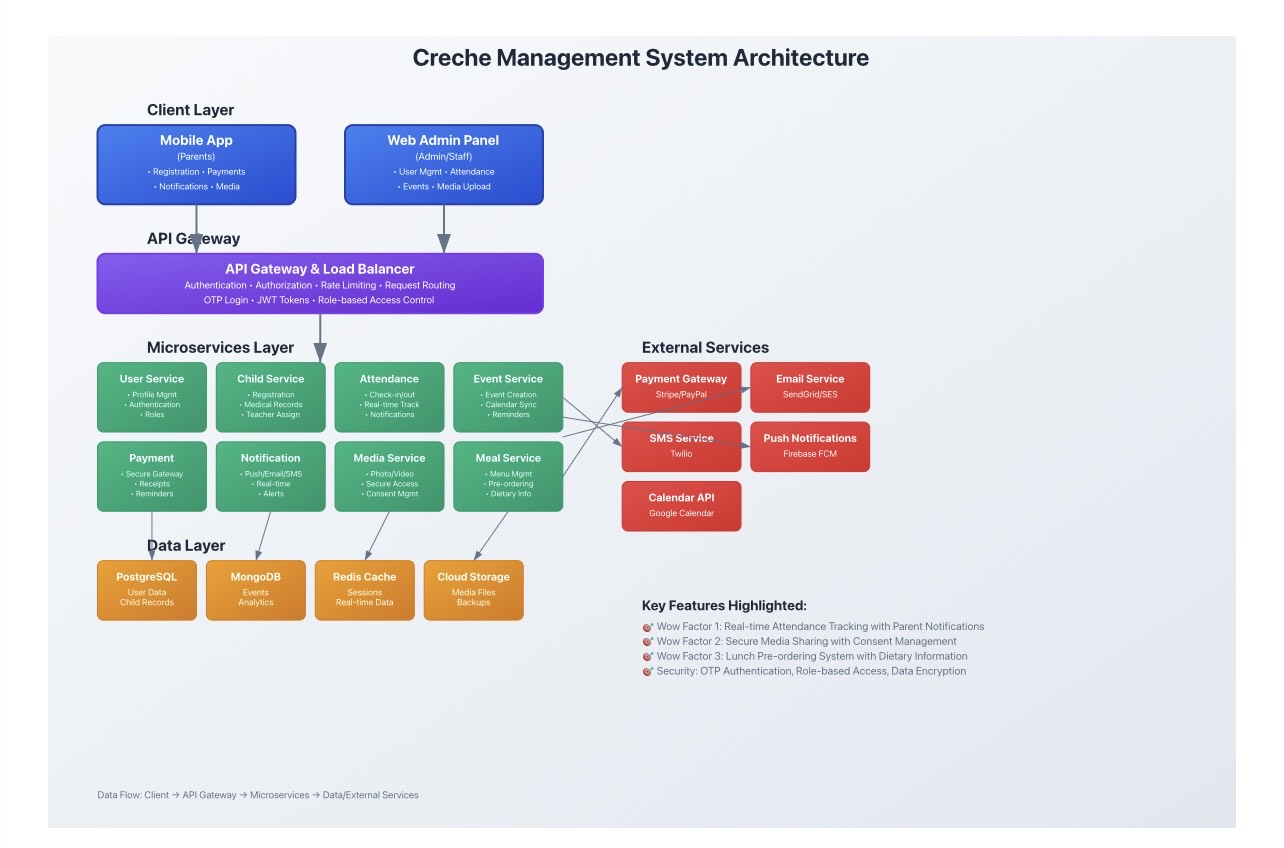 Creche Management System Architecture
Client Layer
Mobile App
(Parents)
• Registration • Payments
• Notifications • Media
Web Admin Panel
(Admin/Staff)
• User Mgmt • Attendance
• Events • Media Upload
API Gateway
API Gateway & Load Balancer
Authentication • Authorization • Rate Limiting • Request Routing
OTP Login • JWT Tokens • Role-based Access Control
Microservices Layer
User Service
• Profile Mgmt
• Authentication
• Roles
Child Service
• Registration
• Medical Records
• Teacher Assign
Attendance
• Check-in/out
• Real-time Track
• Notifications
Event Service
• Event Creation
• Calendar Sync
• Reminders
Payment
• Secure Gateway
• Receipts
• Reminders
Notification
• Push/Email/SMS
• Real-time
• Alerts
Media Service
• Photo/Video
• Secure Access
• Consent Mgmt
Meal Service
• Menu Mgmt
• Pre-ordering
• Dietary Info
External Services
Payment Gateway
Stripe/PayPal
Email Service
SendGrid/SES
SMS Service
Twilio
Push Notifications
Firebase FCM
Calendar API
Google Calendar
Data Layer
PostgreSQL
User Data
Child Records
MongoDB
Events
Analytics
Redis Cache
Sessions
Real-time Data
Cloud Storage
Media Files
Backups
Key Features Highlighted:
🎯 Wow Factor 1: Real-time Attendance Tracking with Parent Notifications
🎯 Wow Factor 2: Secure Media Sharing with Consent Management
🎯 Wow Factor 3: Lunch Pre-ordering System with Dietary Information
🎯 Security: OTP Authentication, Role-based Access, Data Encryption
Data Flow: Client → API Gateway → Microservices → Data/External Services